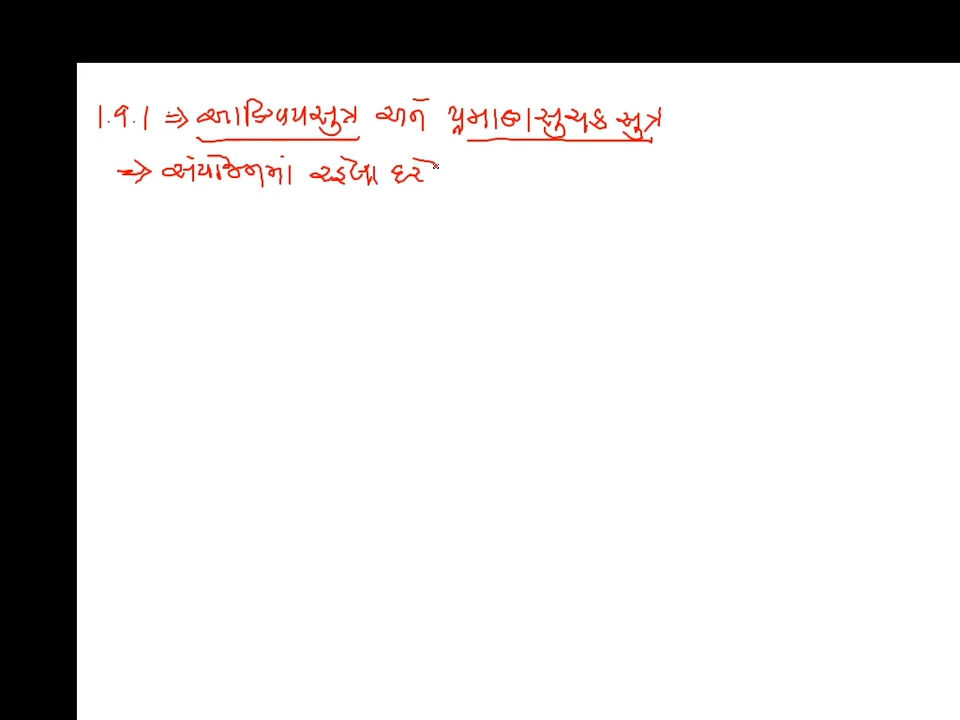 1.9.1 ⇒ આણ્વિયસુત્ર અને પ્રમાણસુચક સુત્ર
⇒ સંયોજનમાં રહેલા દરે